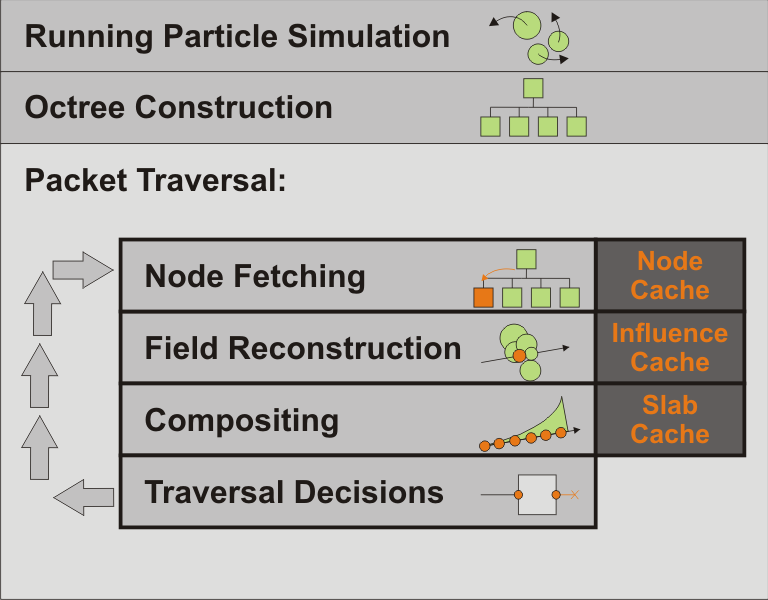 Running Particle Simulation
Octree Construction
Packet Traversal:
Node Fetching
Node
Cache
Field Reconstruction
Influence
Cache
Compositing
Slab
Cache
Traversal Decisions